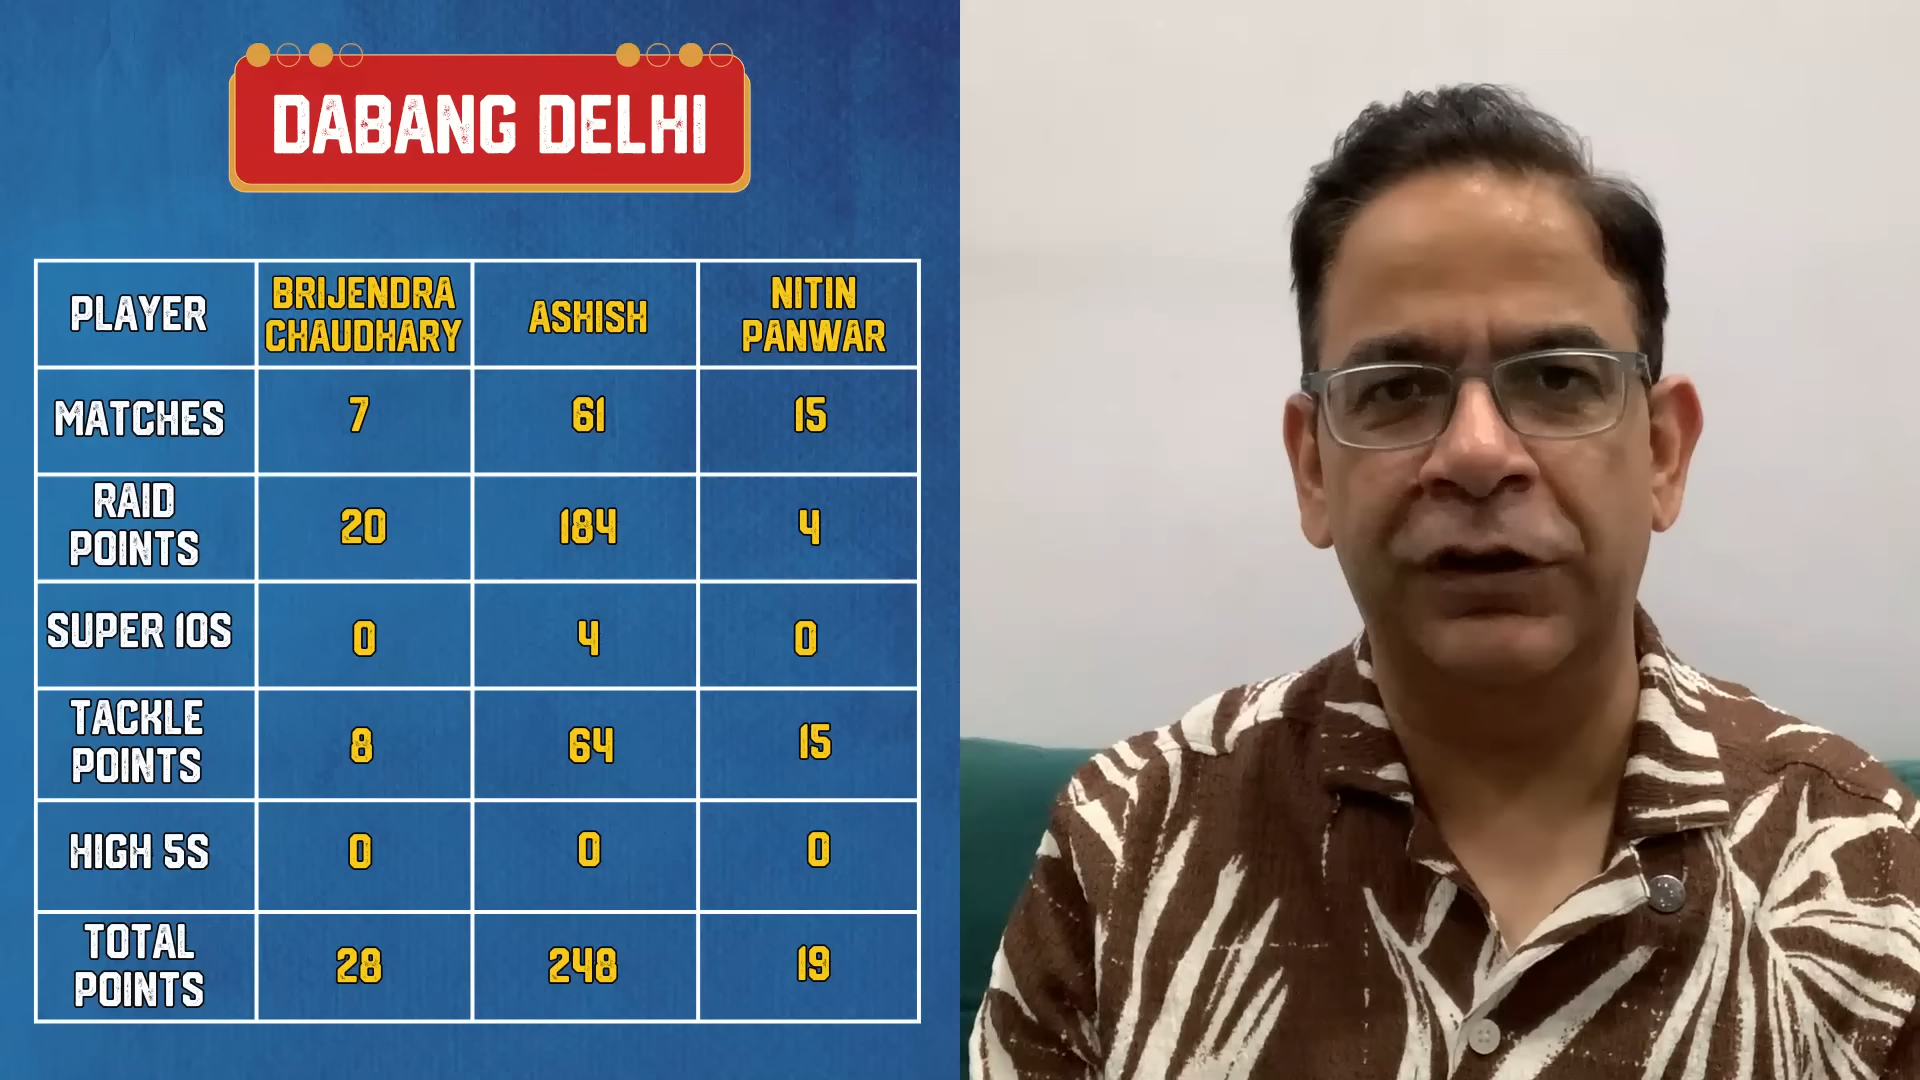 DABANG DELHI
PLAYER BRIJENDRA CHAUDHARY ASHISH NITIN PANWAR
MATCHES 7 61 15
RAID POINTS 20 184 4
SUPER 10S 0 4 0
TACKLE POINTS 8 64 15
HIGH 5S 0 0 0
TOTAL POINTS 28 248 19